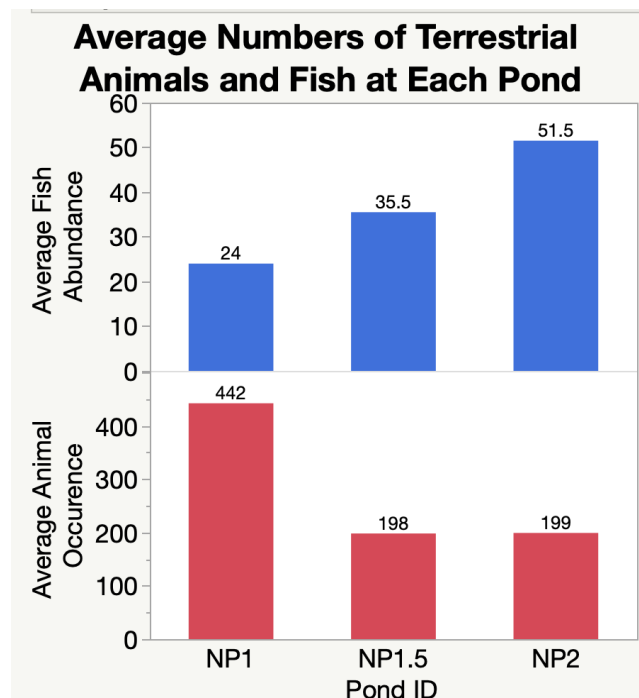 Average Numbers of Terrestrial
Animals and Fish at Each Pond
Average Fish
Abundance
60
50
40
30
20
10
0
24
35.5
51.5
Average Animal
Occurence
400
300
200
100
0
442
198
199
NP1
NP1.5
NP2
Pond ID